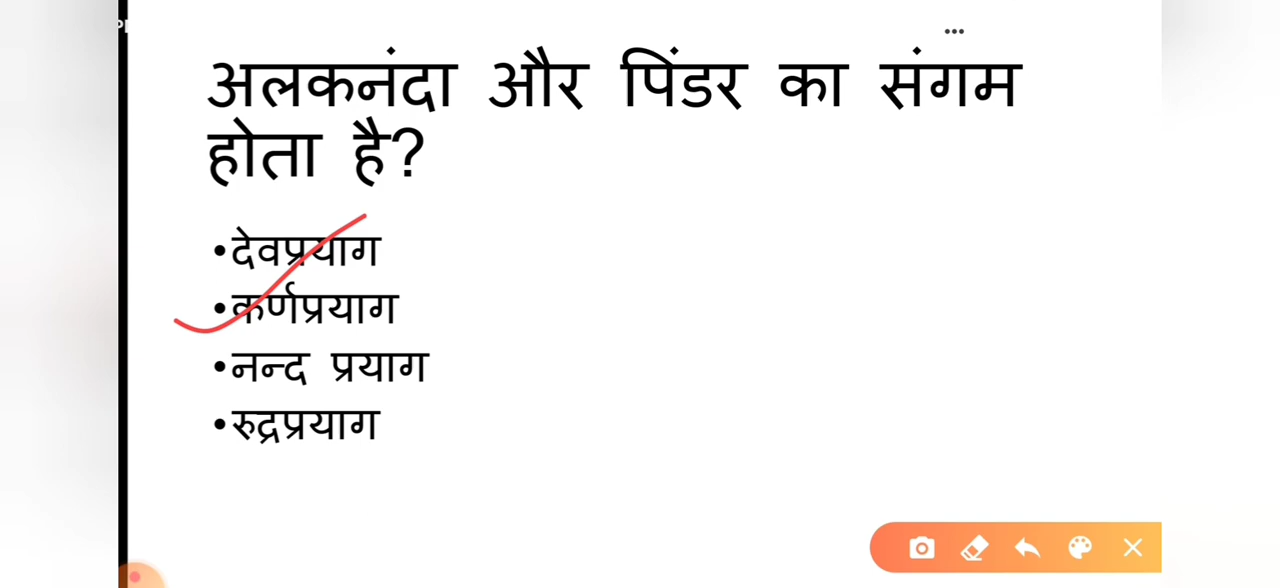 अलकनंदा और पिंडर का संगम
होता है?
•देवप्रयाग
•कर्णप्रयाग
•नन्द प्रयाग
•रुद्रप्रयाग